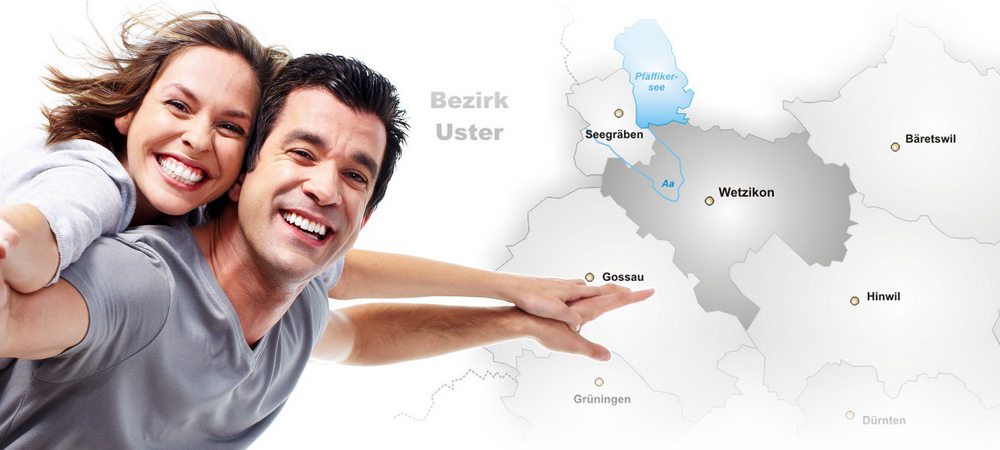 Bezirk
Uster
Pfäffiker-
see
Seegräben
Bäretswil
Aa
Wetzikon
Gossau
Hinwil
Grüningen
Dürnten